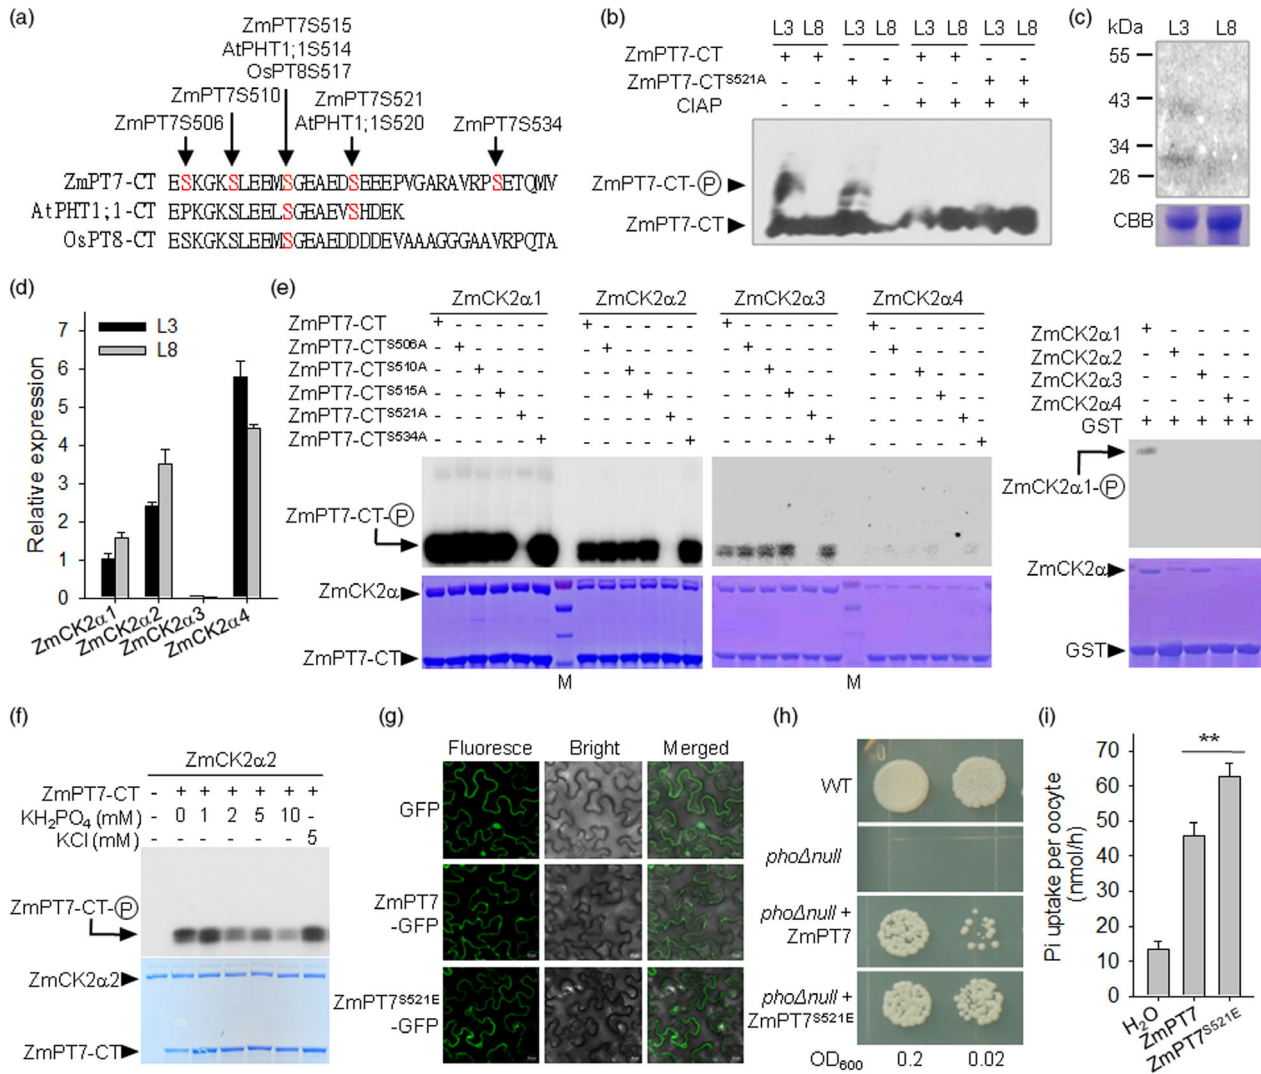 (a)
ZmPT7S515
AtPHT1;1S514
OsPT8S517
ZmPT7S510
ZmPT7S521
ZmPT7S506
AtPHT1;1S520
ZmPT7S534
ZmPT7-CT ESKGKSLEEMSGEAEDSEEEPVGARAVRPSETQMV
AtPHT1;1-CT EPKGKSLEELSGEAEVSHDEK
OsPT8-CT ESKGKSLEEMSGEAEDDDDEVAAAGGGAAVRPQTA
(b)
L3 L8 L3 L8 L3 L8 L3 L8
ZmPT7-CT + + - - + + - -
ZmPT7-CTS521A - - + + - - + +
CIAP - - - - + + + +
ZmPT7-CT-P
ZmPT7-CT
(c)
kDa L3 L8
55
43
34
26
CBB
(d)
Relative expression
7
6
5
4
3
2
1
0
L3
L8
ZmCK2α1
ZmCK2α2
ZmCK2α3
ZmCK2α4
(e)
ZmCK2α1 ZmCK2α2 ZmCK2α3 ZmCK2α4
ZmPT7-CT + - - - - - + - - - - - + - - - - - + - - - - -
ZmPT7-CTS506A - + - - - - - + - - - - - + - - - - - + - - - -
ZmPT7-CTS510A - - + - - - - - + - - - - - + - - - - - + - - -
ZmPT7-CTS515A - - - + - - - - - + - - - - - + - - - - - + - -
ZmPT7-CTS521A - - - - + - - - - - + - - - - - + - - - - - + -
ZmPT7-CTS534A - - - - - + - - - - - + - - - - - + - - - - - +
ZmPT7-CT-P
ZmCK2α
ZmPT7-CT
M
M
ZmCK2α1 + - - - -
ZmCK2α2 - + - - -
ZmCK2α3 - - + - -
ZmCK2α4 - - - + -
GST + + + + +
ZmCK2α1-P
ZmCK2α
GST
(f)
ZmCK2α2
ZmPT7-CT - + + + + + +
KH2PO4 (mM) - 0 1 2 5 10 -
KCl (mM) - - - - - - 5
ZmPT7-CT-P
ZmCK2α2
ZmPT7-CT
(g)
Fluoresce Bright Merged
GFP
ZmPT7
-GFP
ZmPT7S521E
-GFP
(h)
WT
phoΔnull
phoΔnull +
ZmPT7
phoΔnull +
ZmPT7S521E
OD600 0.2 0.02
(i)
Pi uptake per oocyte
(nmol/h)
**
70
60
50
40
30
20
10
0
H2O
ZmPT7
ZmPT7S521E